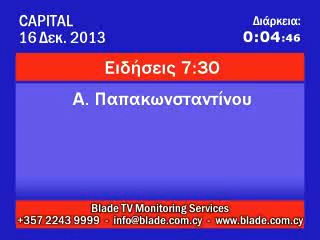 CAPITAL
Διάρκεια:
16 Δεκ. 2013
0:04:46
Ειδήσεις 7:30
Α. Παπακωνσταντίνου
Blade TV Monitoring Services
+357 2243 9999 - info@blade.com.cy - www.blade.com.cy